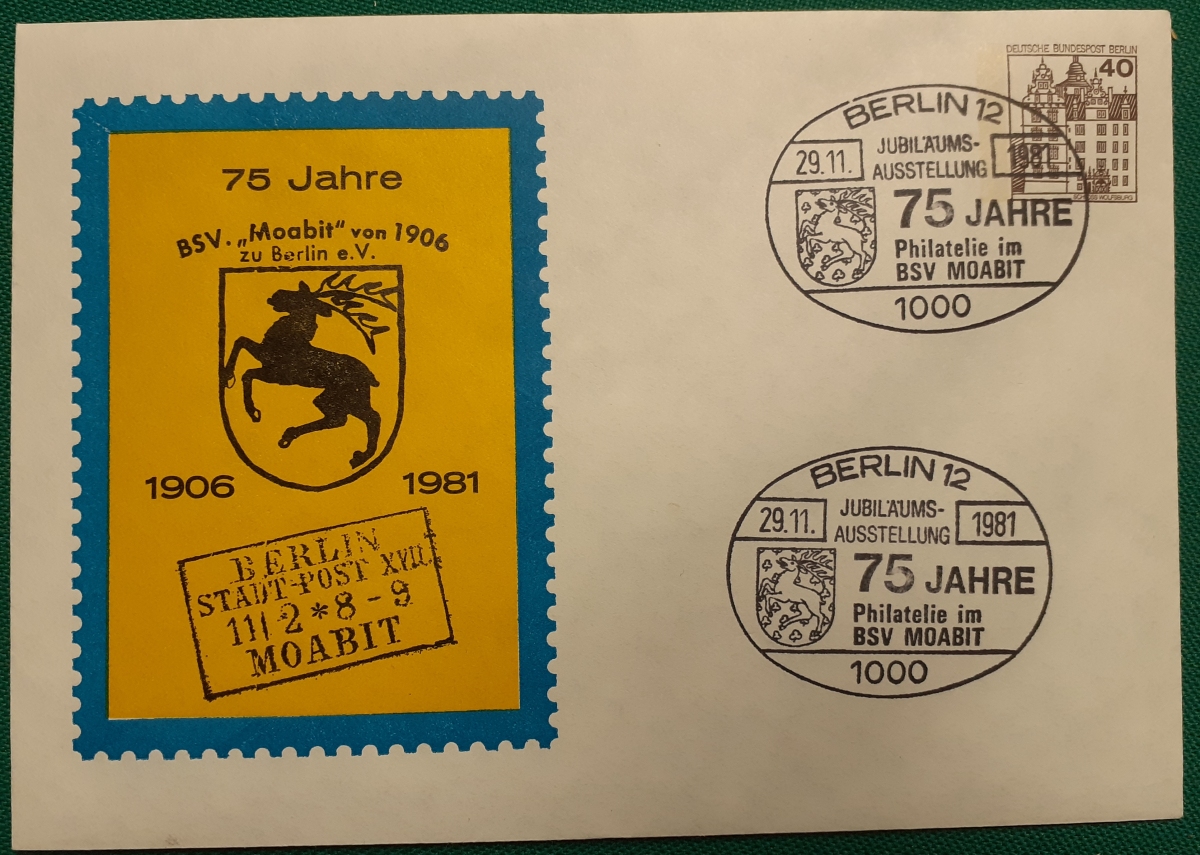 75 Jahre
BSV. „Moabit" von 1906
zu Berlin e.V.
1906 1981
BERLIN
STADT-POST XVII.
11| 2*8-9
MOABIT
DEUTSCHE BUNDESPOST BERLIN
40
SCHLOSS WOLFSBURG
BERLIN 12
29.11. JUBILÄUMS- 1981
AUSSTELLUNG
75 JAHRE
Philatelie im
BSV MOABIT
1000
BERLIN 12
29.11. JUBILÄUMS- 1981
AUSSTELLUNG
75 JAHRE
Philatelie im
BSV MOABIT
1000